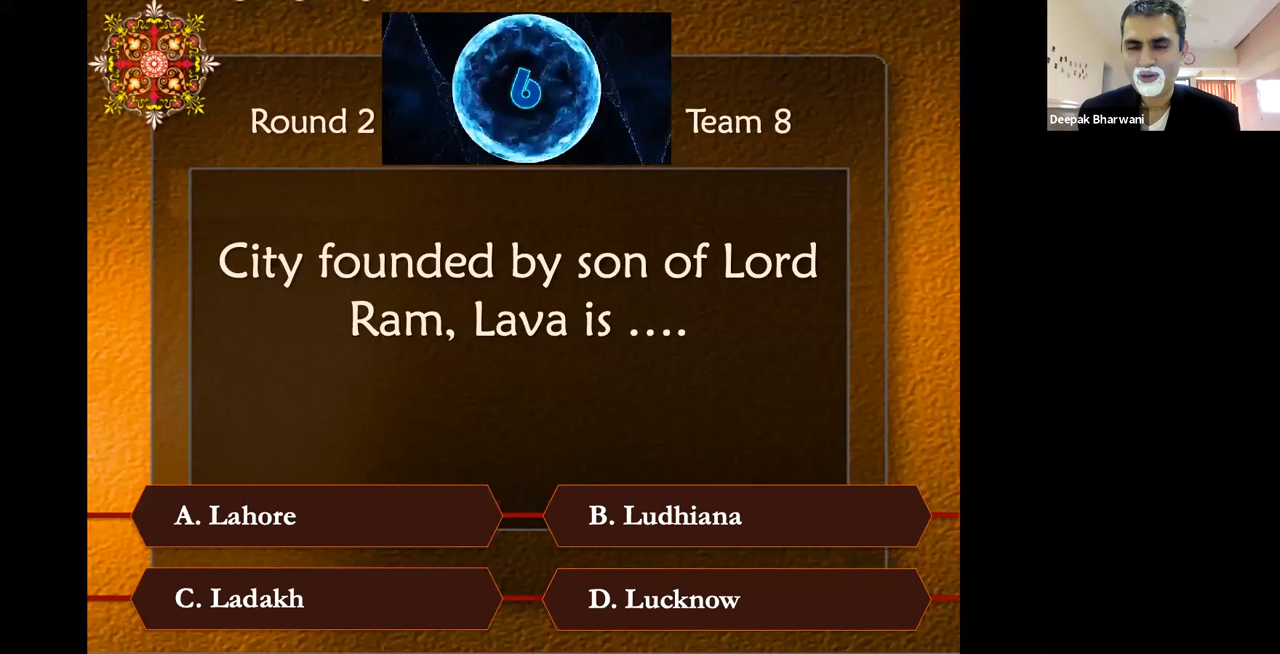 Round 2
6
Team 8
Deepak Bharwani
City founded by son of Lord
Ram, Lava is ....
A. Lahore
B. Ludhiana
C. Ladakh
D. Lucknow